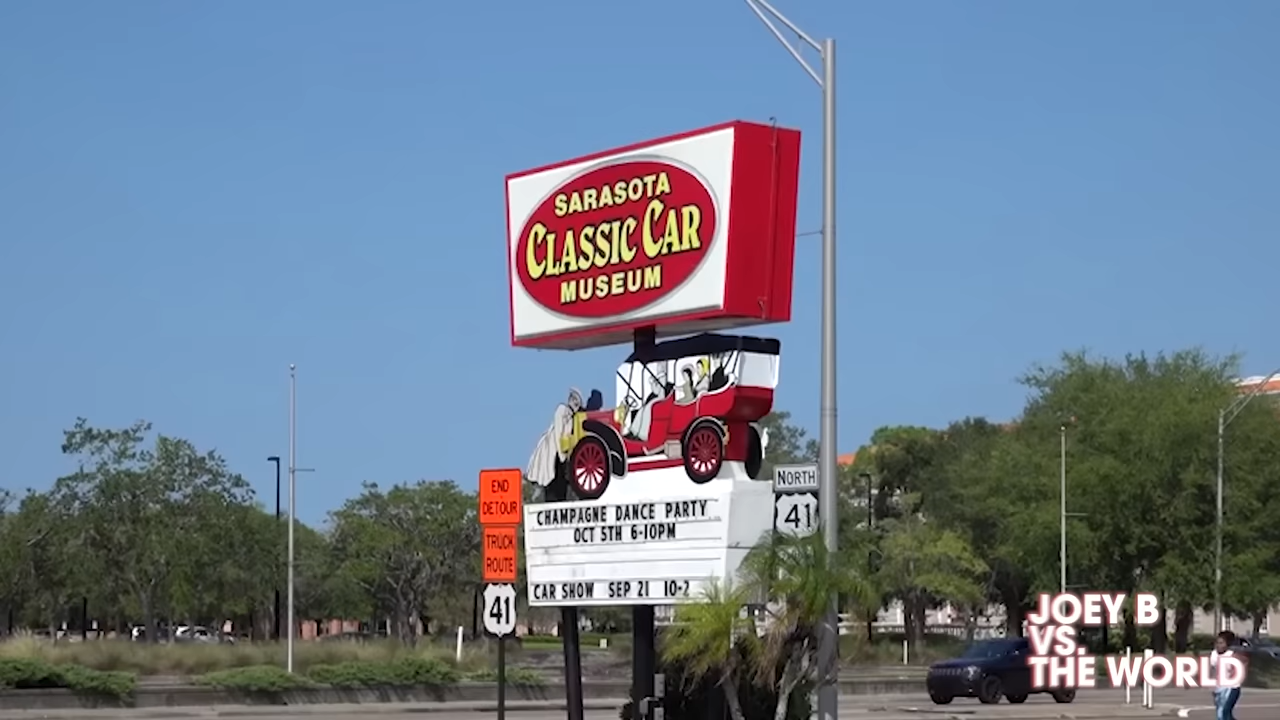 SARASOTA
CLASSIC CAR
MUSEUM
CHAMPAGNE DANCE PARTY
OCT 5TH 6-10PM
CAR SHOW SEP 21 10-2
END
DETOUR
TRUCK
ROUTE
41
NORTH
41
JOEY B
VS.
THE WORLD